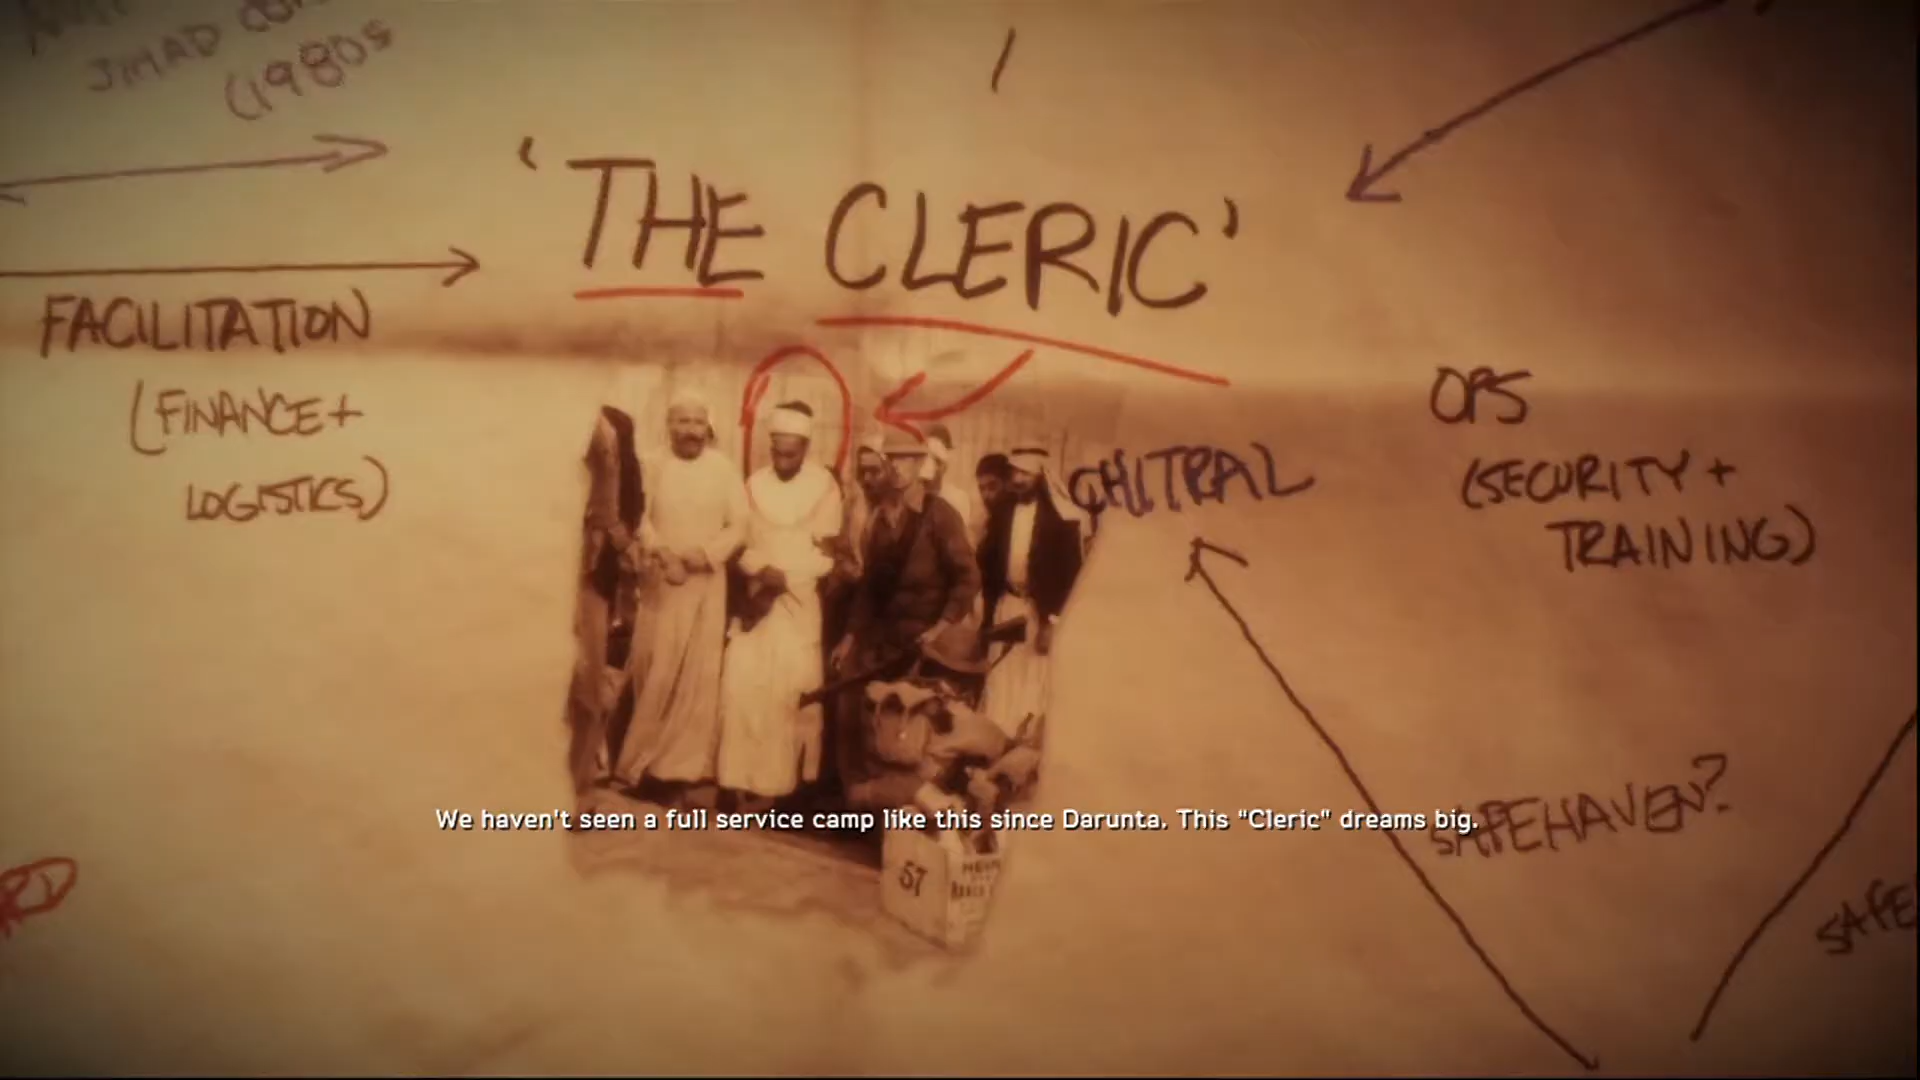 JIHAD
(1980s
'THE CLERIC'
FACILITATION
(FINANCE +
LOGISTICS)
CHITRAL
OPS
(SECURITY +
TRAINING)
SAFEHAVEN?
We haven't seen a full service camp like this since Darunta. This "Cleric" dreams big.
57